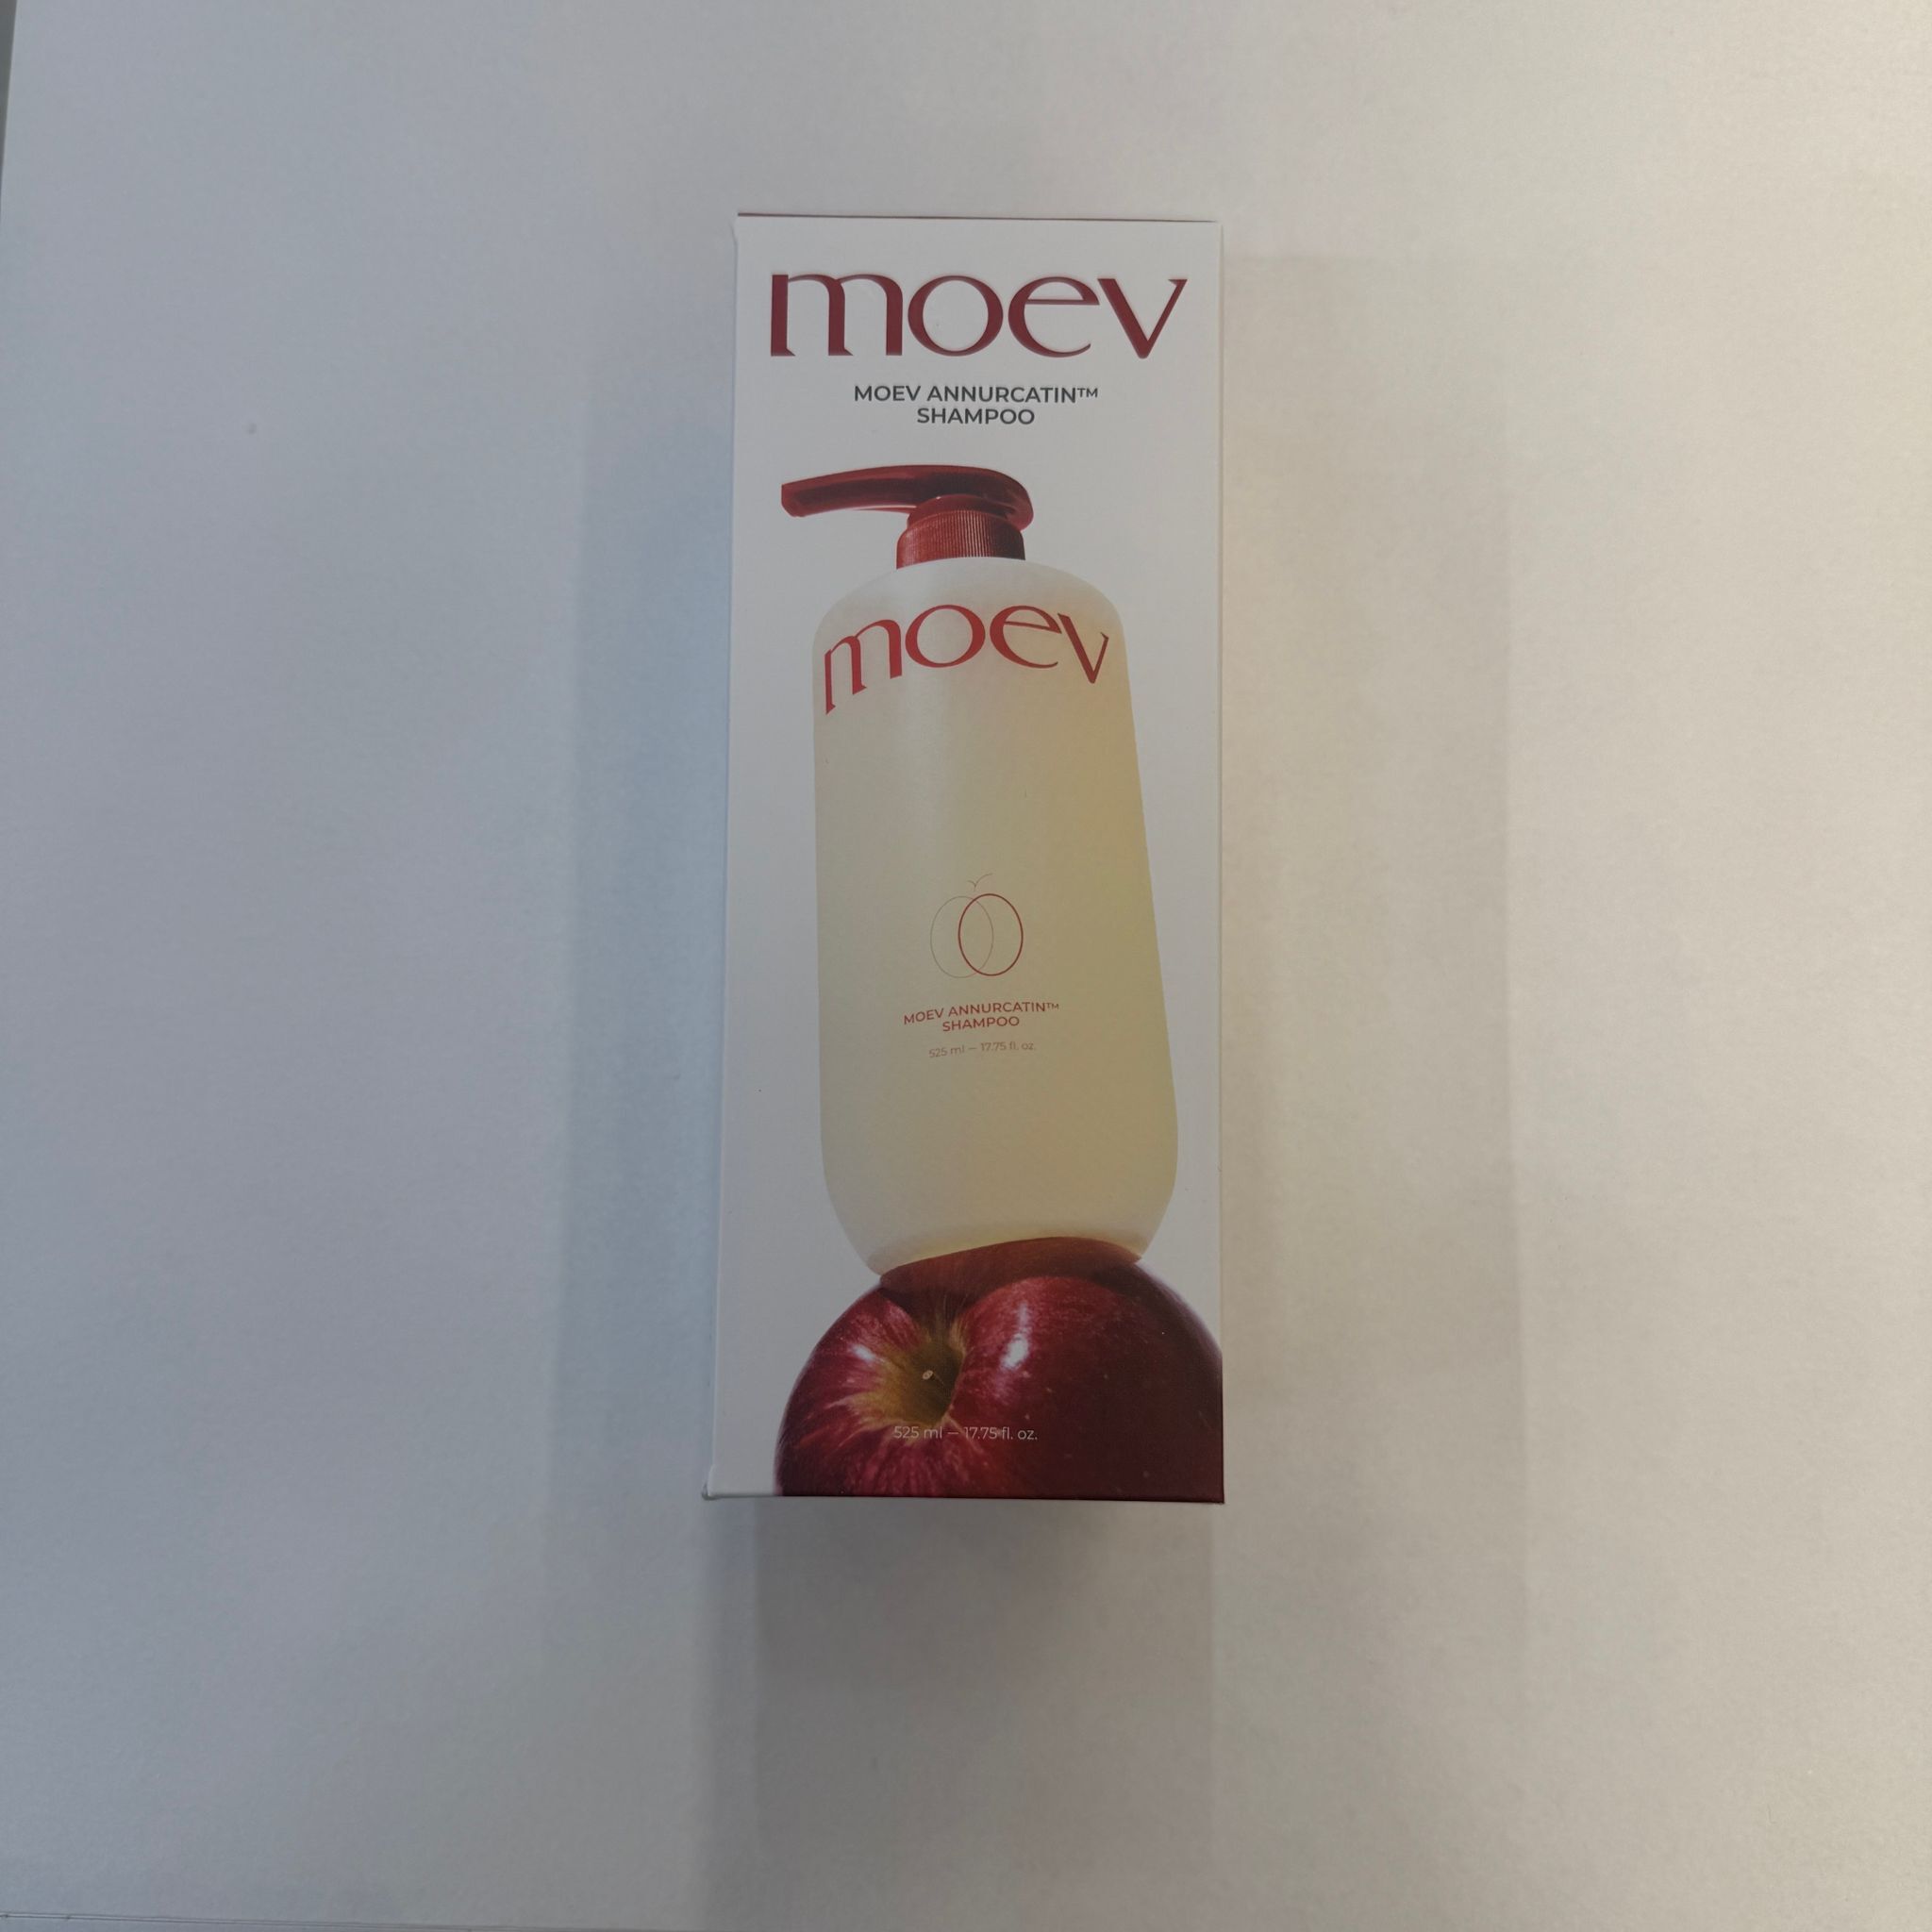 moev
MOEV ANNURCATIN™
SHAMPOO
moev
MOEV ANNURCATIN™
SHAMPOO
525 ml — 17.75 fl. oz.
525 ml — 17.75 fl. oz.